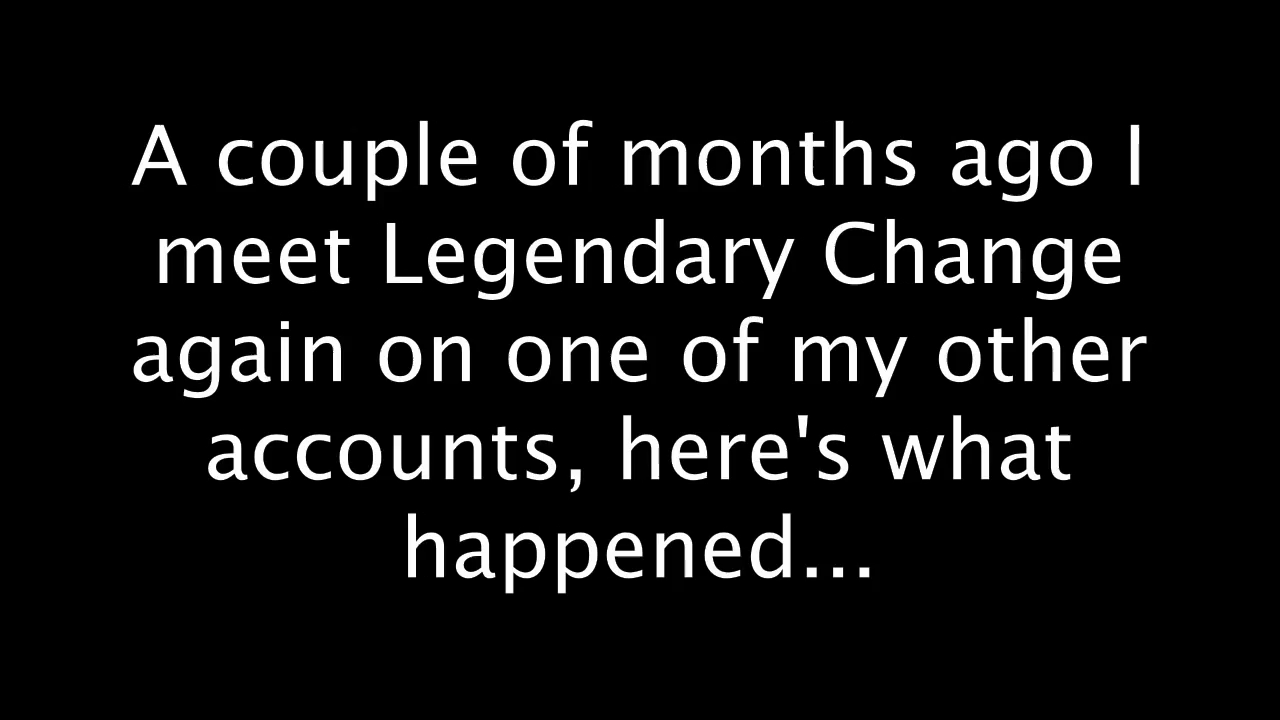 A couple of months ago I
meet Legendary Change
again on one of my other
accounts, here's what
happened...